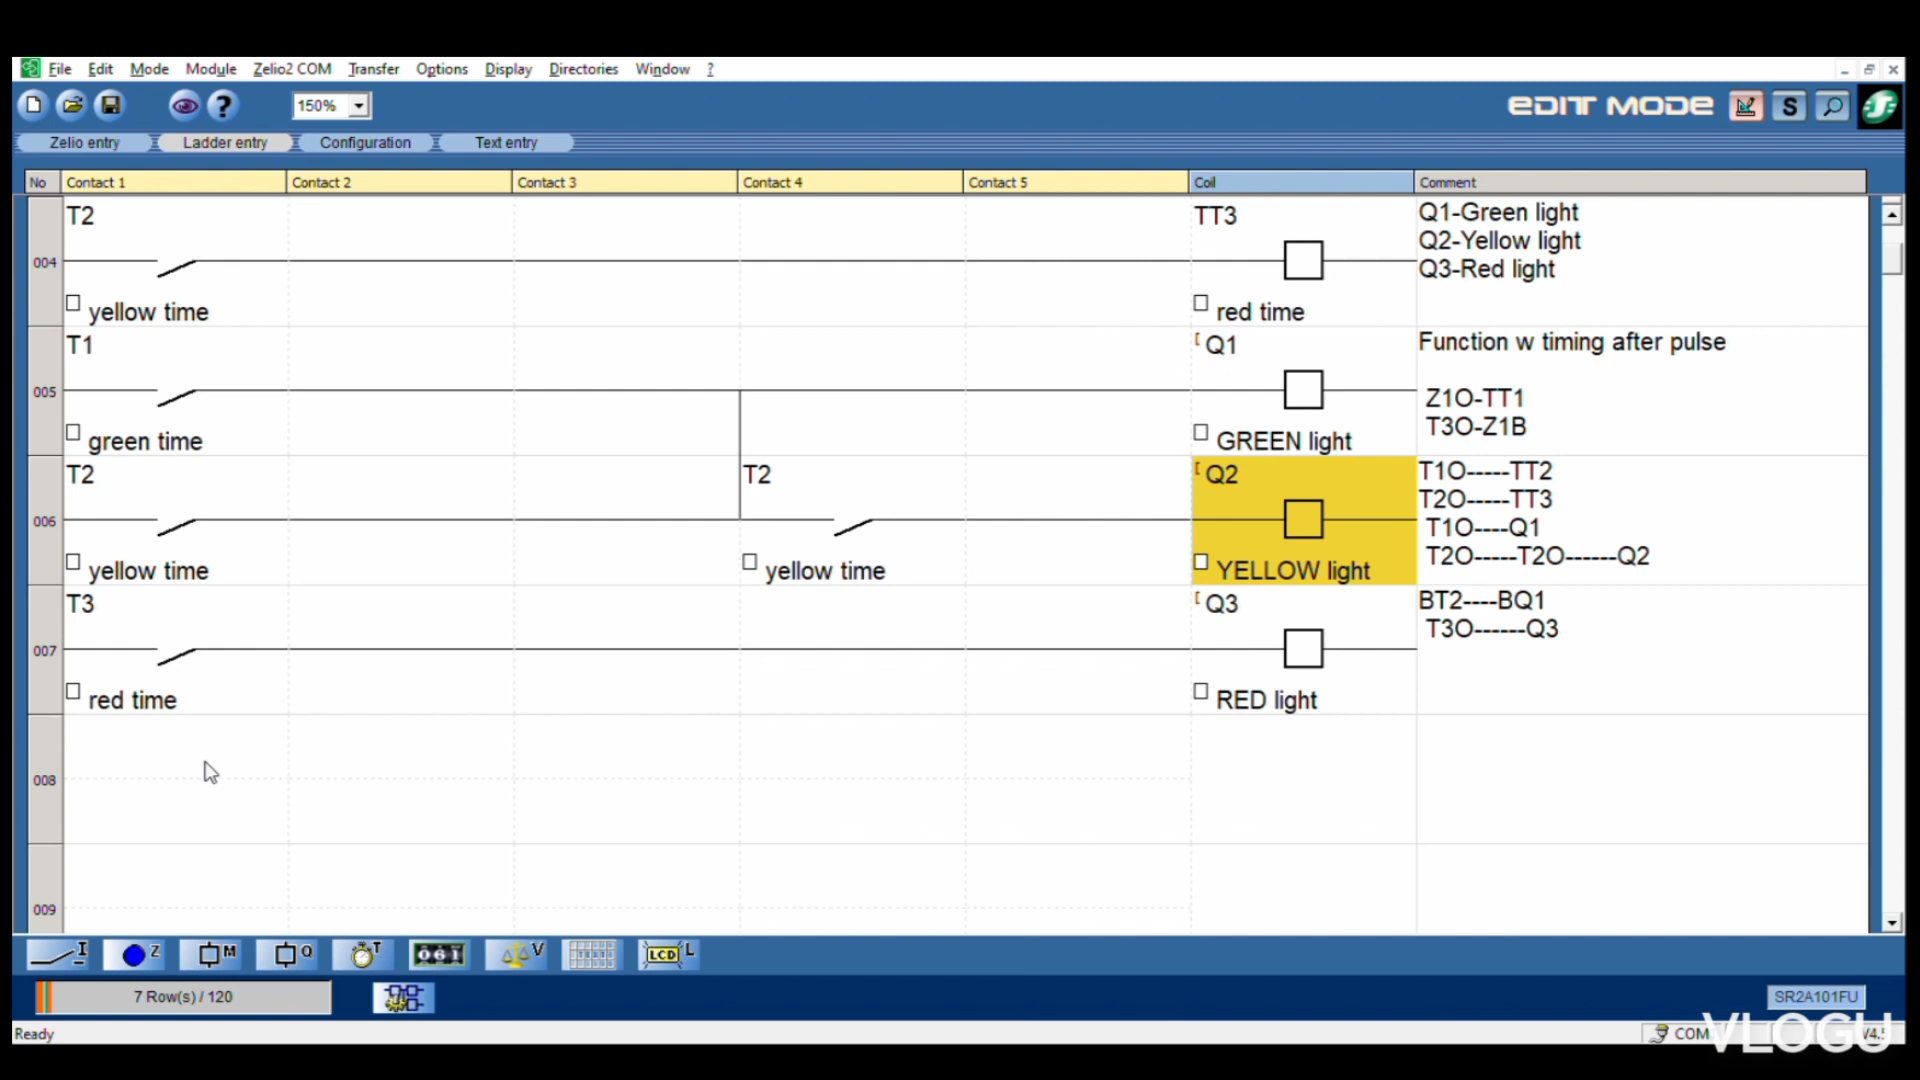 File Edit Mode Module Zelio2 COM Transfer Options Display Directories Window ?
150%
EDIT MODE
S
Zelio entry Ladder entry Configuration Text entry
No Contact 1 Contact 2 Contact 3 Contact 4 Contact 5 Coil Comment
T2 TT3 Q1-Green light
Q2-Yellow light
004 Q3-Red light
yellow time red time
T1 Q1 Function w timing after pulse
005 Z1O-TT1
T3O-Z1B
green time GREEN light
T2 T2 Q2 T1O-----TT2
T2O-----TT3
006 T1O----Q1
T2O-----T2O------Q2
yellow time yellow time YELLOW light
T3 Q3 BT2----BQ1
T3O------Q3
007
red time RED light
008
009
I Z M Q T 061 V TEXT LCD L
7 Row(s) / 120
SR2A101FU
Ready COM
VLOGU